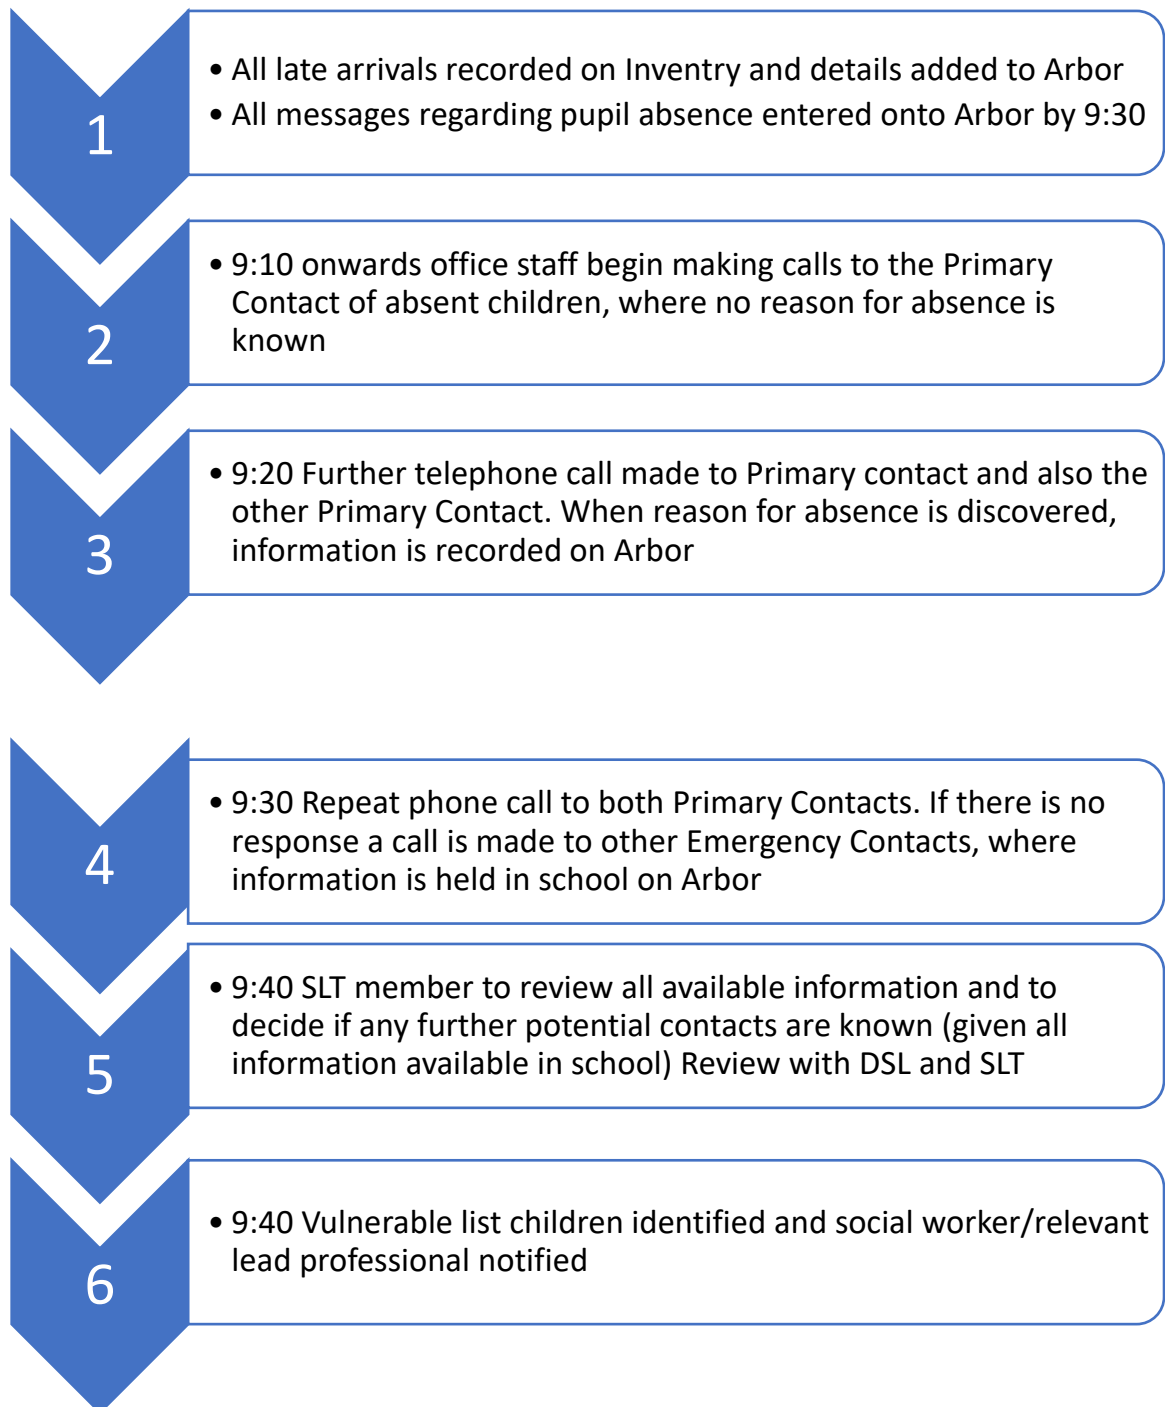 1
• All late arrivals recorded on Inventry and details added to Arbor
• All messages regarding pupil absence entered onto Arbor by 9:30
2
• 9:10 onwards office staff begin making calls to the Primary
Contact of absent children, where no reason for absence is
known
3
• 9:20 Further telephone call made to Primary contact and also the
other Primary Contact. When reason for absence is discovered,
information is recorded on Arbor
4
• 9:30 Repeat phone call to both Primary Contacts. If there is no
response a call is made to other Emergency Contacts, where
information is held in school on Arbor
5
• 9:40 SLT member to review all available information and to
decide if any further potential contacts are known (given all
information available in school) Review with DSL and SLT
6
• 9:40 Vulnerable list children identified and social worker/relevant
lead professional notified